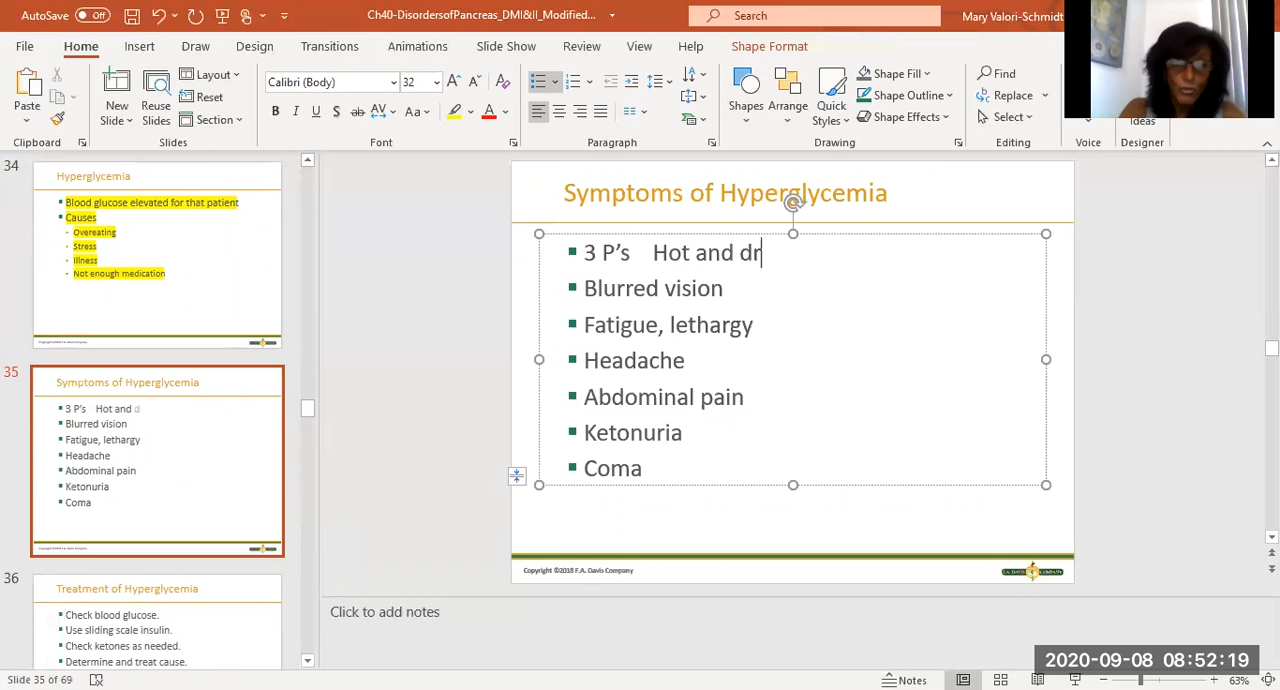 AutoSave Off Ch40-DisordersofPancreas_DMI&II_Modified... Search Mary Valori-Schmidt
File Home Insert Draw Design Transitions Animations Slide Show Review View Help Shape Format
Paste New Slide Reuse Slides Layout Reset Section
Calibri (Body) 32
Shapes Arrange Quick Styles Shape Fill Shape Outline Shape Effects
Find Replace Select
Ideas
Clipboard Slides Font Paragraph Drawing Editing Voice Designer
34
Hyperglycemia
Blood glucose elevated for that patient
Causes
Overeating
Stress
Illness
Not enough medication
35
Symptoms of Hyperglycemia
3 P's Hot and d
Blurred vision
Fatigue, lethargy
Headache
Abdominal pain
Ketonuria
Coma
36
Treatment of Hyperglycemia
Check blood glucose.
Use sliding scale insulin.
Check ketones as needed.
Determine and treat cause.
Symptoms of Hyperglycemia
3 P's Hot and dr
Blurred vision
Fatigue, lethargy
Headache
Abdominal pain
Ketonuria
Coma
Copyright ©2018 F.A. Davis Company
Click to add notes
2020-09-08 08:52:19
Slide 35 of 69 Notes 63%